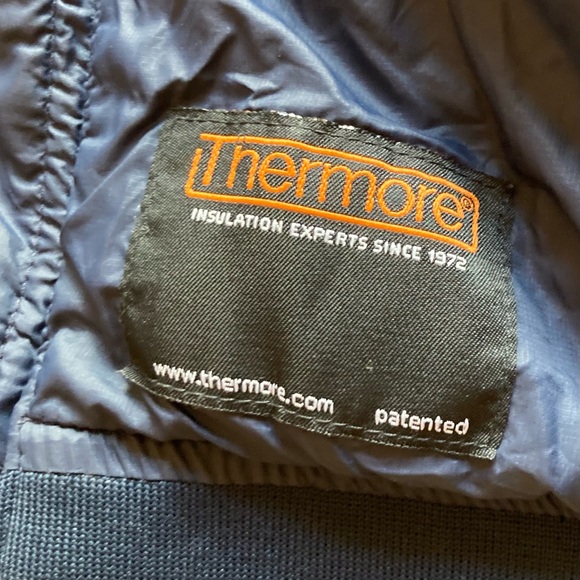 Thermore®
INSULATION EXPERTS SINCE 1972
www.thermore.com
patented